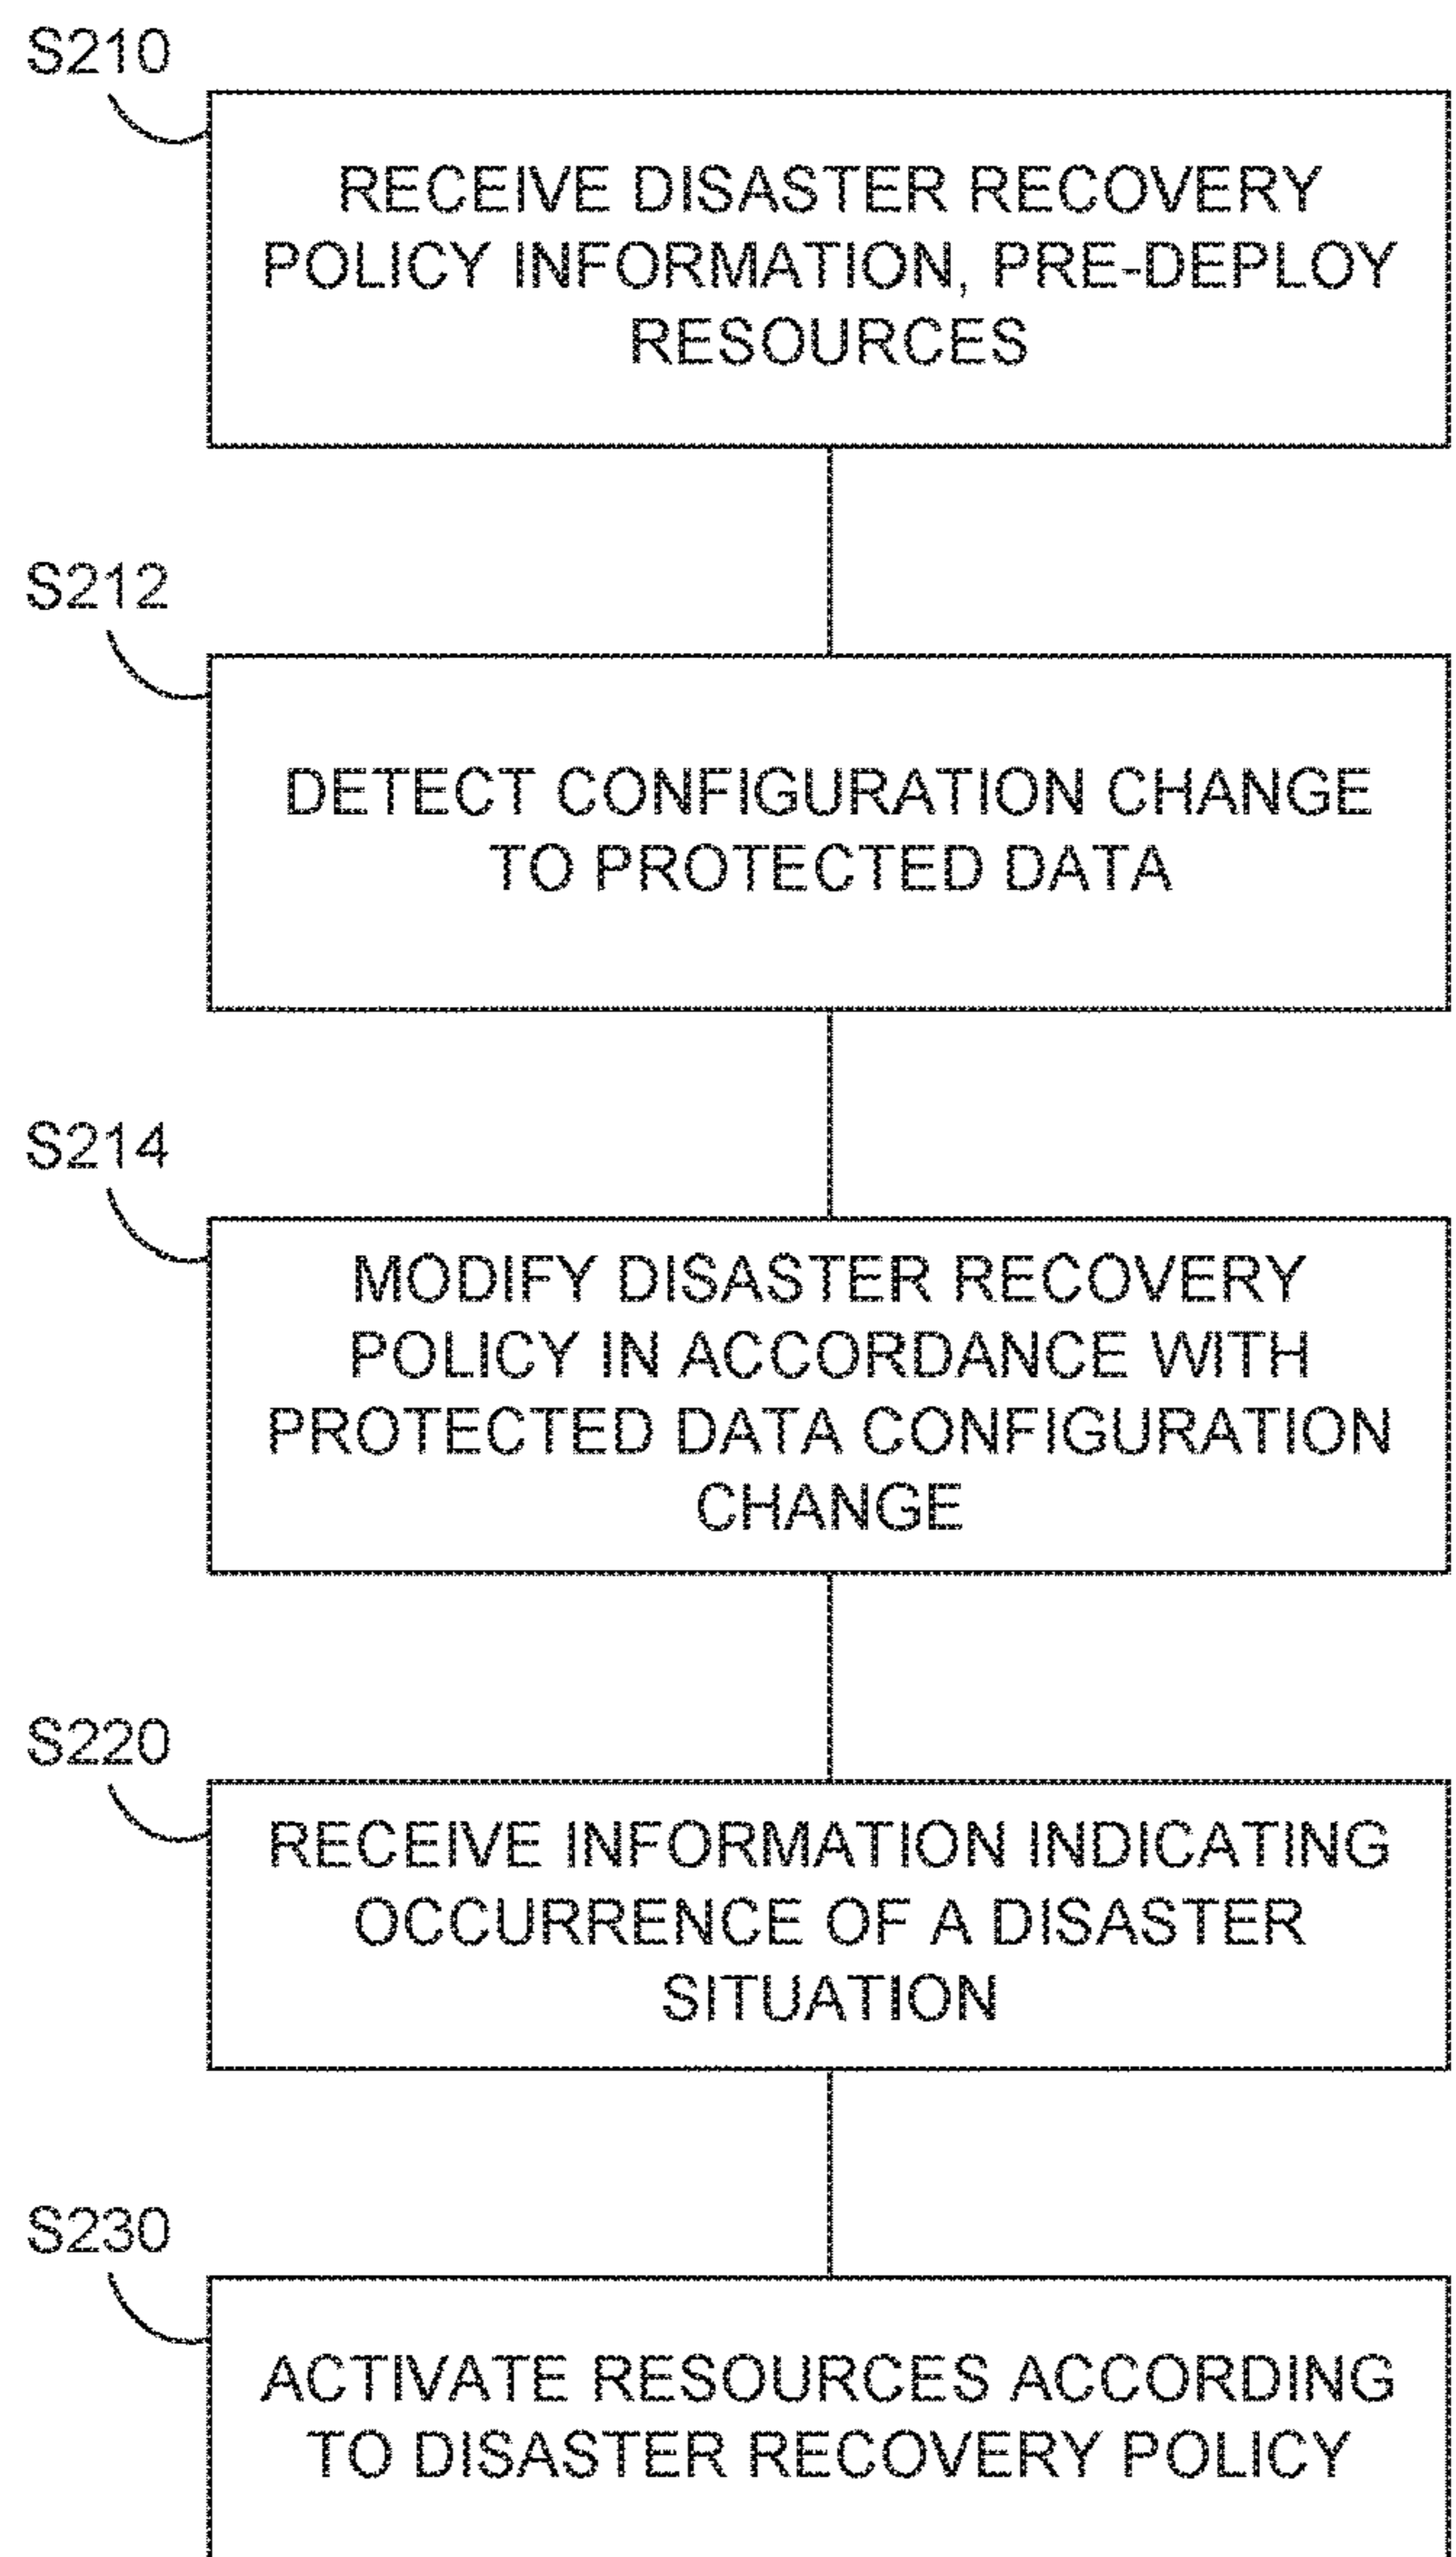 S210
RECEIVE DISASTER RECOVERY
POLICY INFORMATION, PRE-DEPLOY
RESOURCES
S212
DETECT CONFIGURATION CHANGE
TO PROTECTED DATA
S214
MODIFY DISASTER RECOVERY
POLICY IN ACCORDANCE WITH
PROTECTED DATA CONFIGURATION
CHANGE
S220
RECEIVE INFORMATION INDICATING
OCCURRENCE OF A DISASTER
SITUATION
S230
ACTIVATE RESOURCES ACCORDING
TO DISASTER RECOVERY POLICY